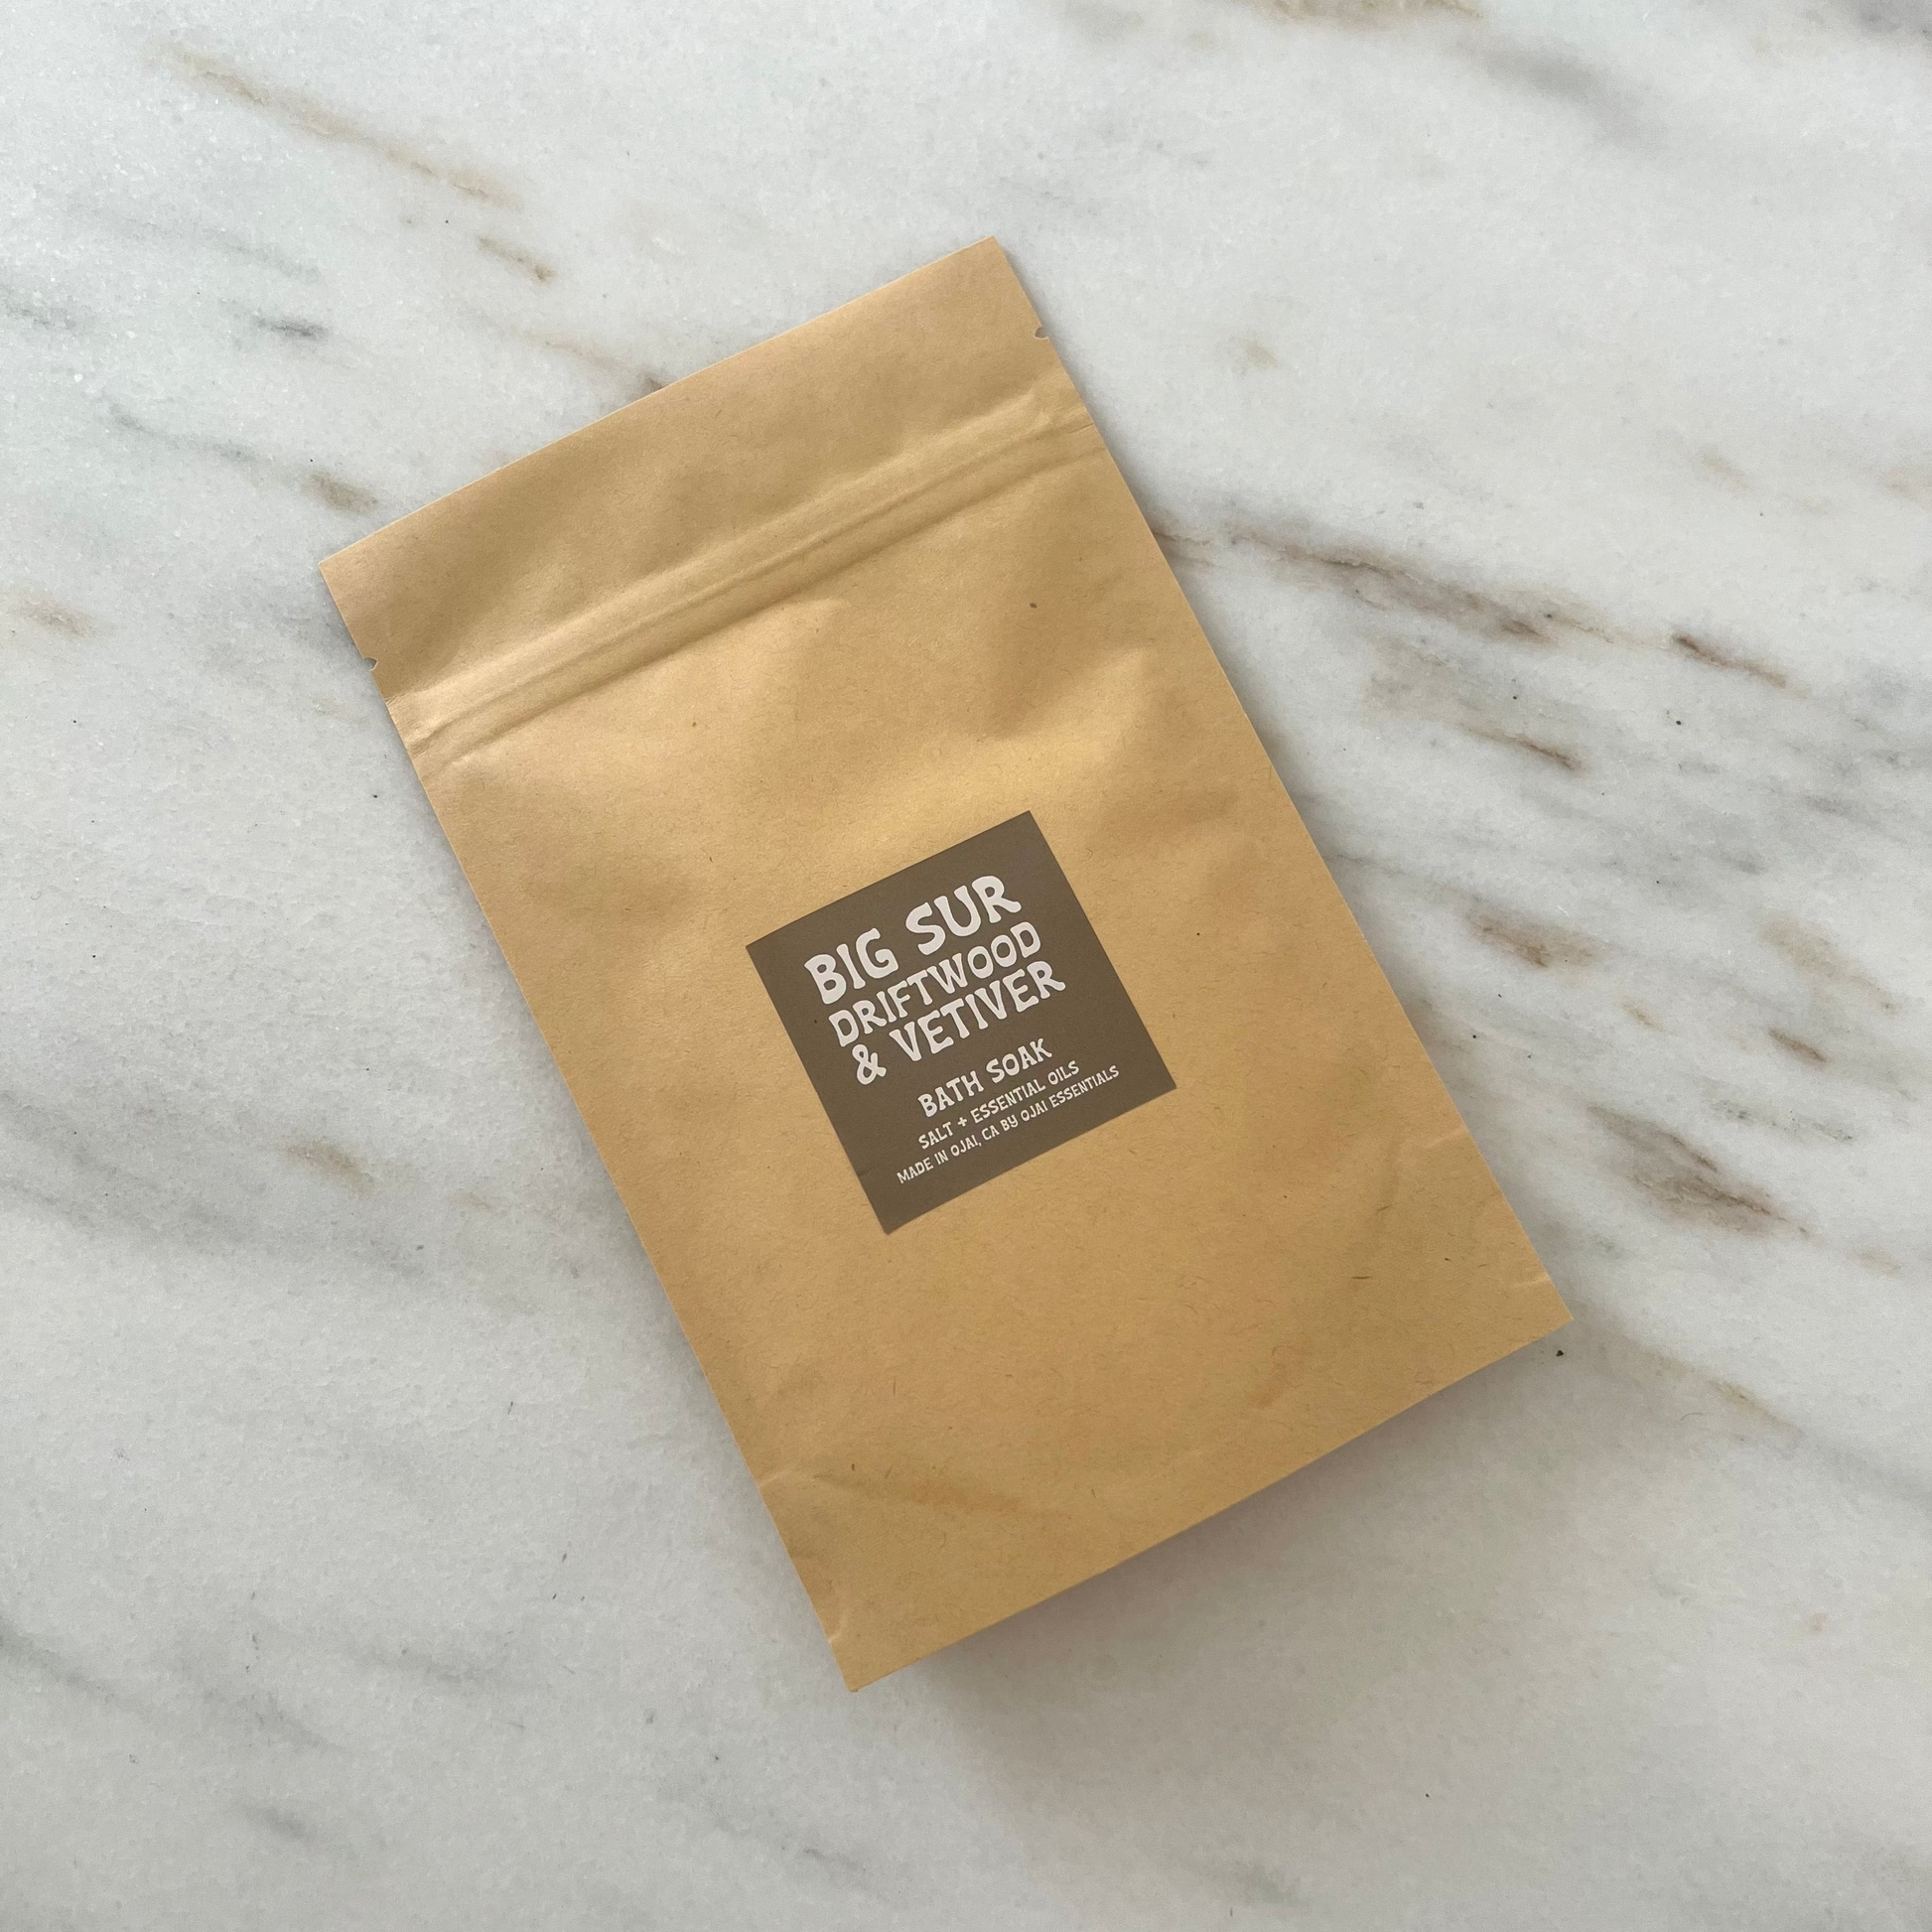 BIG SUR
DRIFTWOOD
& VETIVER
BATH SOAK
SALT + ESSENTIAL OILS
MADE IN OJAI, CA BY OJAI ESSENTIALS